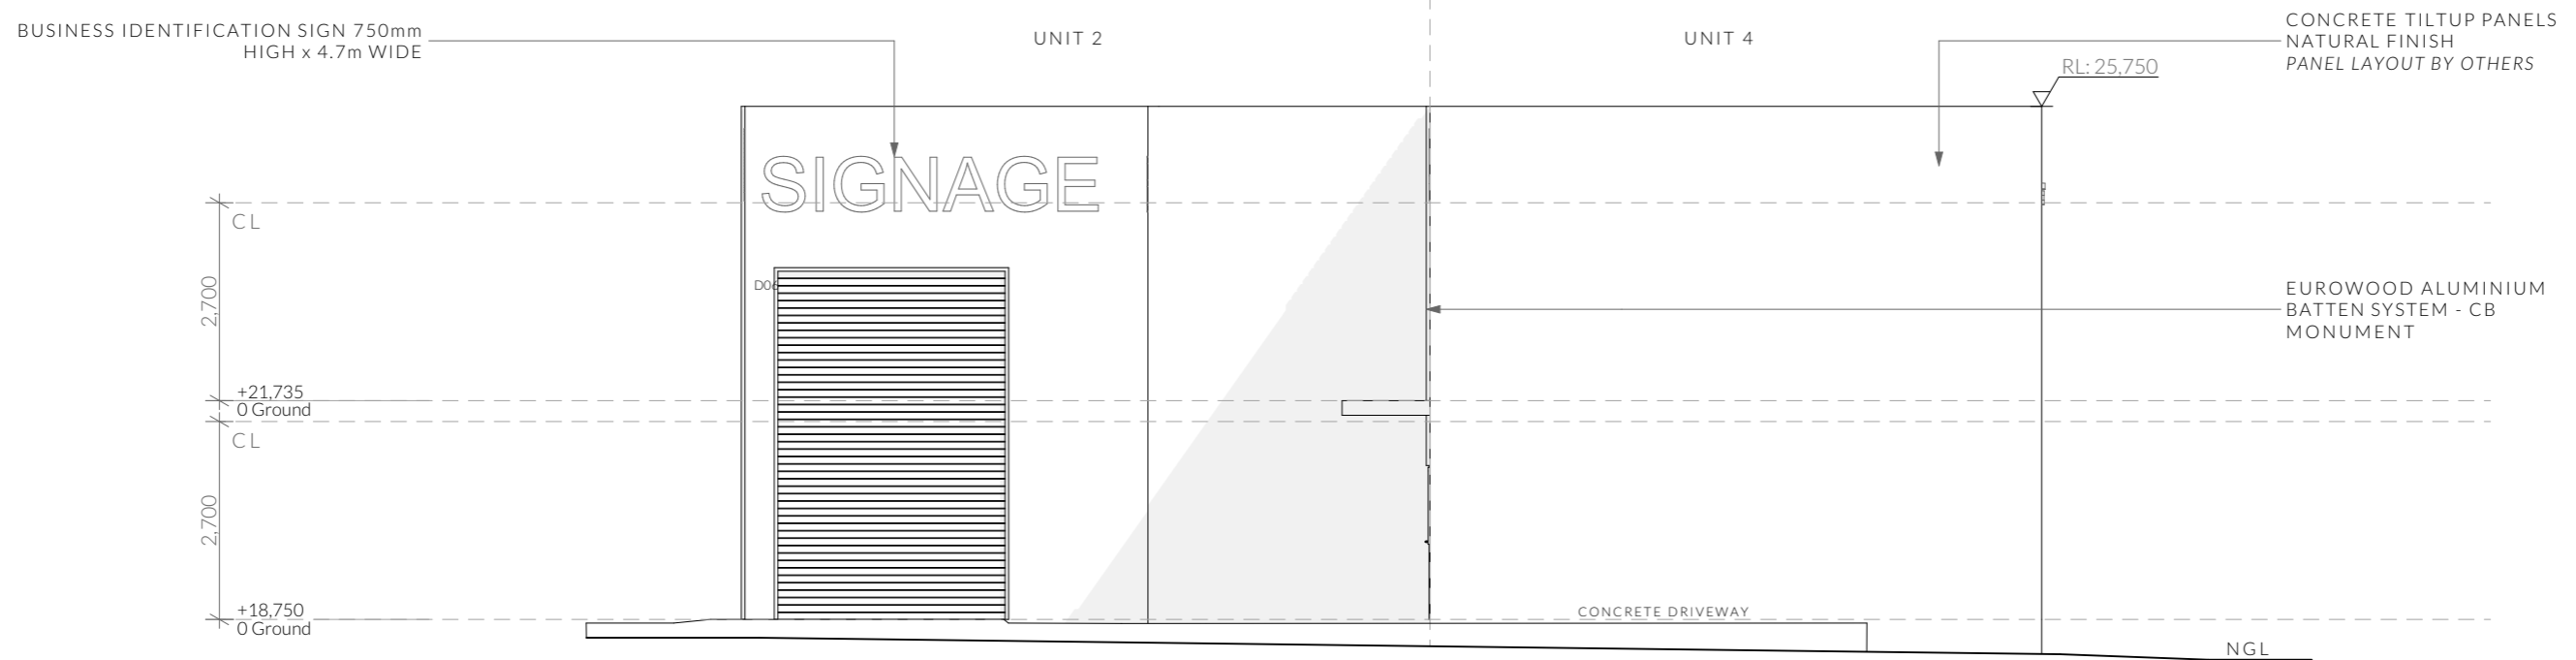 BUSINESS IDENTIFICATION SIGN 750mm
HIGH x 4.7m WIDE
UNIT 2
UNIT 4
CONCRETE TILTUP PANELS
NATURAL FINISH
PANEL LAYOUT BY OTHERS
RL: 25,750
SIGNAGE
CL
D06
2,700
EUROWOOD ALUMINIUM
BATTEN SYSTEM - CB
MONUMENT
+21,735
0 Ground
CL
2,700
+18,750
0 Ground
CONCRETE DRIVEWAY
NGL